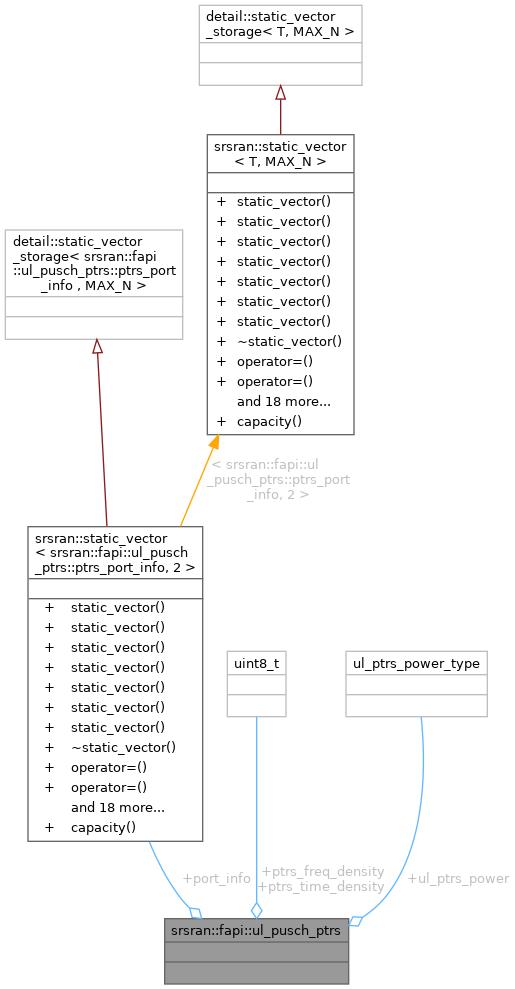 detail::static_vector
_storage< T, MAX_N >
srsran::static_vector
< T, MAX_N >
+ static_vector()
+ static_vector()
+ static_vector()
+ static_vector()
+ static_vector()
+ static_vector()
+ static_vector()
+ ~static_vector()
+ operator=()
+ operator=()
and 18 more...
+ capacity()
detail::static_vector
_storage< srsran::fapi
::ul_pusch_ptrs::ptrs_port
_info , MAX_N >
< srsran::fapi::ul
_pusch_ptrs::ptrs_port
_info, 2 >
srsran::static_vector
< srsran::fapi::ul_pusch
_ptrs::ptrs_port_info, 2 >
+ static_vector()
+ static_vector()
+ static_vector()
+ static_vector()
+ static_vector()
+ static_vector()
+ static_vector()
+ ~static_vector()
+ operator=()
+ operator=()
and 18 more...
+ capacity()
uint8_t
ul_ptrs_power_type
+port_info
+ptrs_freq_density
+ptrs_time_density
+ul_ptrs_power
srsran::fapi::ul_pusch_ptrs